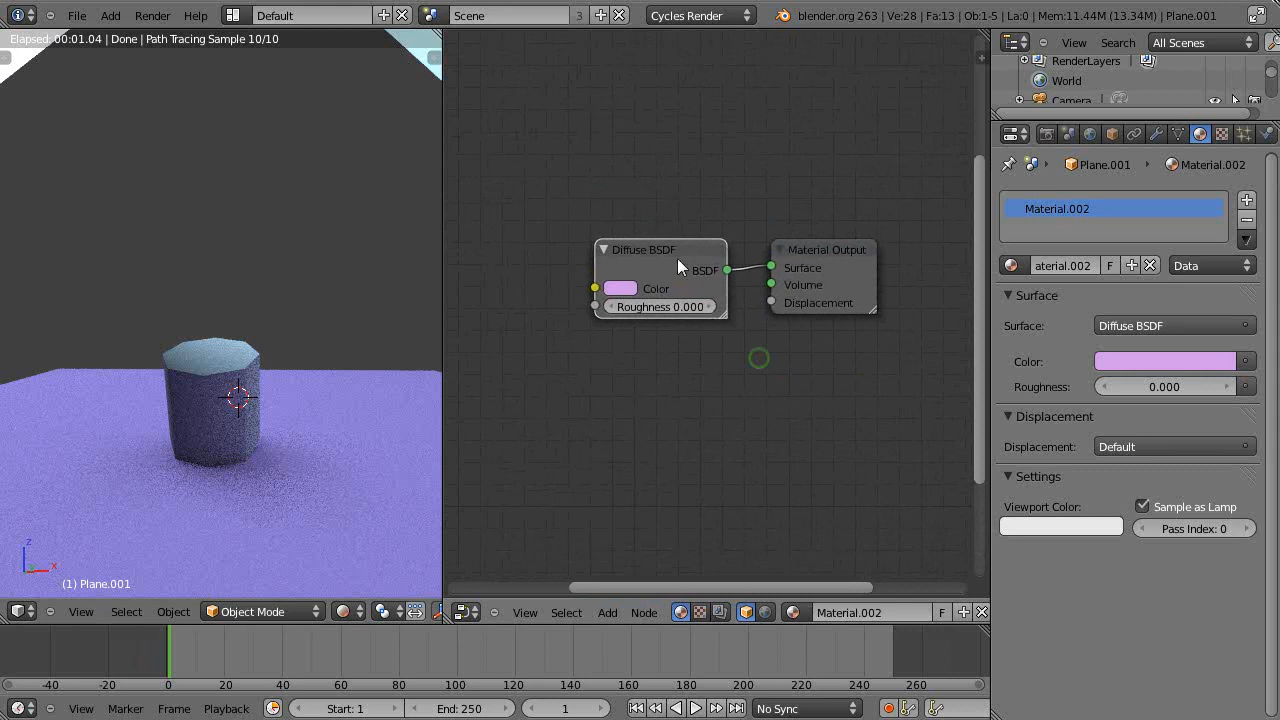 File Add Render Help Default Scene 3 Cycles Render blender.org 263 | Ve:28 | Fa:13 | Ob:1-5 | La:0 | Mem:11.44M (13.34M) | Plane.001
Elapsed: 00:01.04 | Done | Path Tracing Sample 10/10
View Search All Scenes
RenderLayers
World
Camera
Plane.001 Material.002
Material.002
aterial.002 F Data
Surface
Surface: Diffuse BSDF
Color:
Roughness: 0.000
Displacement
Displacement: Default
Settings
Viewport Color: Sample as Lamp
Pass Index: 0
Diffuse BSDF
BSDF
Color
Roughness 0.000
Material Output
Surface
Volume
Displacement
z
y
x
(1) Plane.001
View Select Object Object Mode
View Select Add Node Material.002 F
-40 -20 0 20 40 60 80 100 120 140 160 180 200 220 240 260
View Marker Frame Playback Start: 1 End: 250 1 No Sync